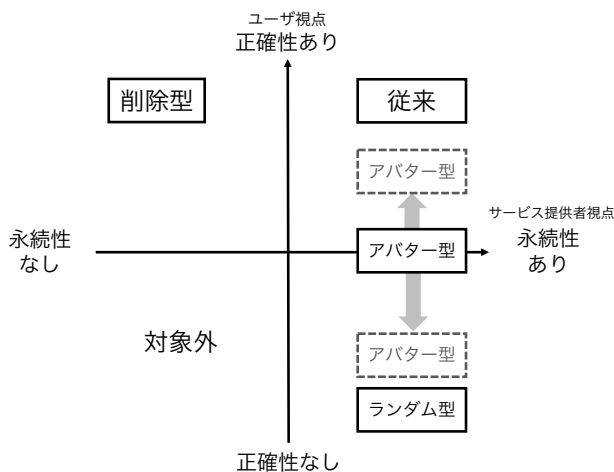 ユーザ視点
正確性あり
削除型
従来
アバター型
サービス提供者視点
永続性
なし
アバター型
永続性
あり
対象外
アバター型
ランダム型
正確性なし